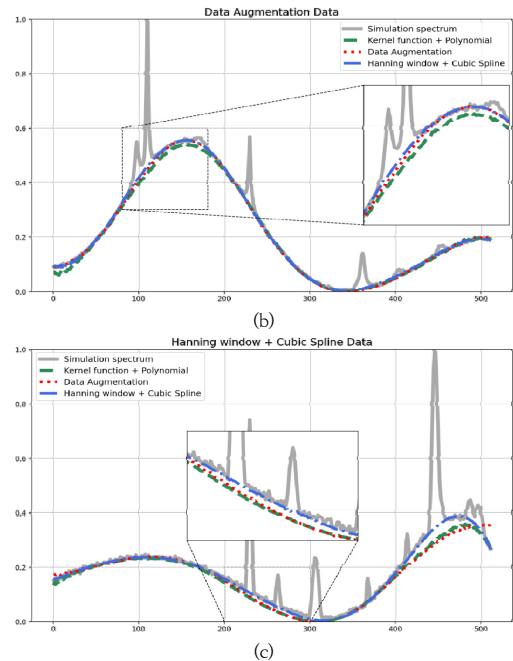 Data Augmentation Data
1.0
0.8
0.6
0.4
0.2
0.0
Simulation spectrum
Kernel function + Polynomial
Data Augmentation
Hanning window + Cubic Spline
0
100
200
300
400
500
(b)
Hanning window + Cubic Spline Data
1.0
0.8
0.6
0.4
0.2
0.0
Simulation spectrum
Kernel function + Polynomial
Data Augmentation
Hanning window + Cubic Spline
0
100
200
300
400
500
(c)